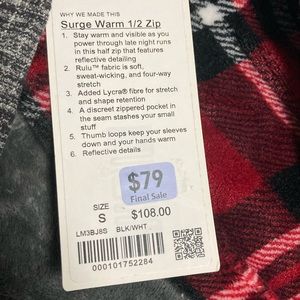 WHY WE MADE THIS
Surge Warm 1/2 Zip
1. Stay warm and visible as you
power through late night runs
in this half zip that features
reflective detailing
2. Rulu™ fabric is soft,
sweat-wicking, and four-way
stretch
3. Added Lycra® fibre for stretch
and shape retention
4. A discreet zippered pocket in
the seam stashes your small
stuff
5. Thumb loops keep your sleeves
down and your hands warm
6. Reflective details
$79
Final Sale
SIZE
S
$108.00
LM3BJ8S BLK/WHT
000101752284